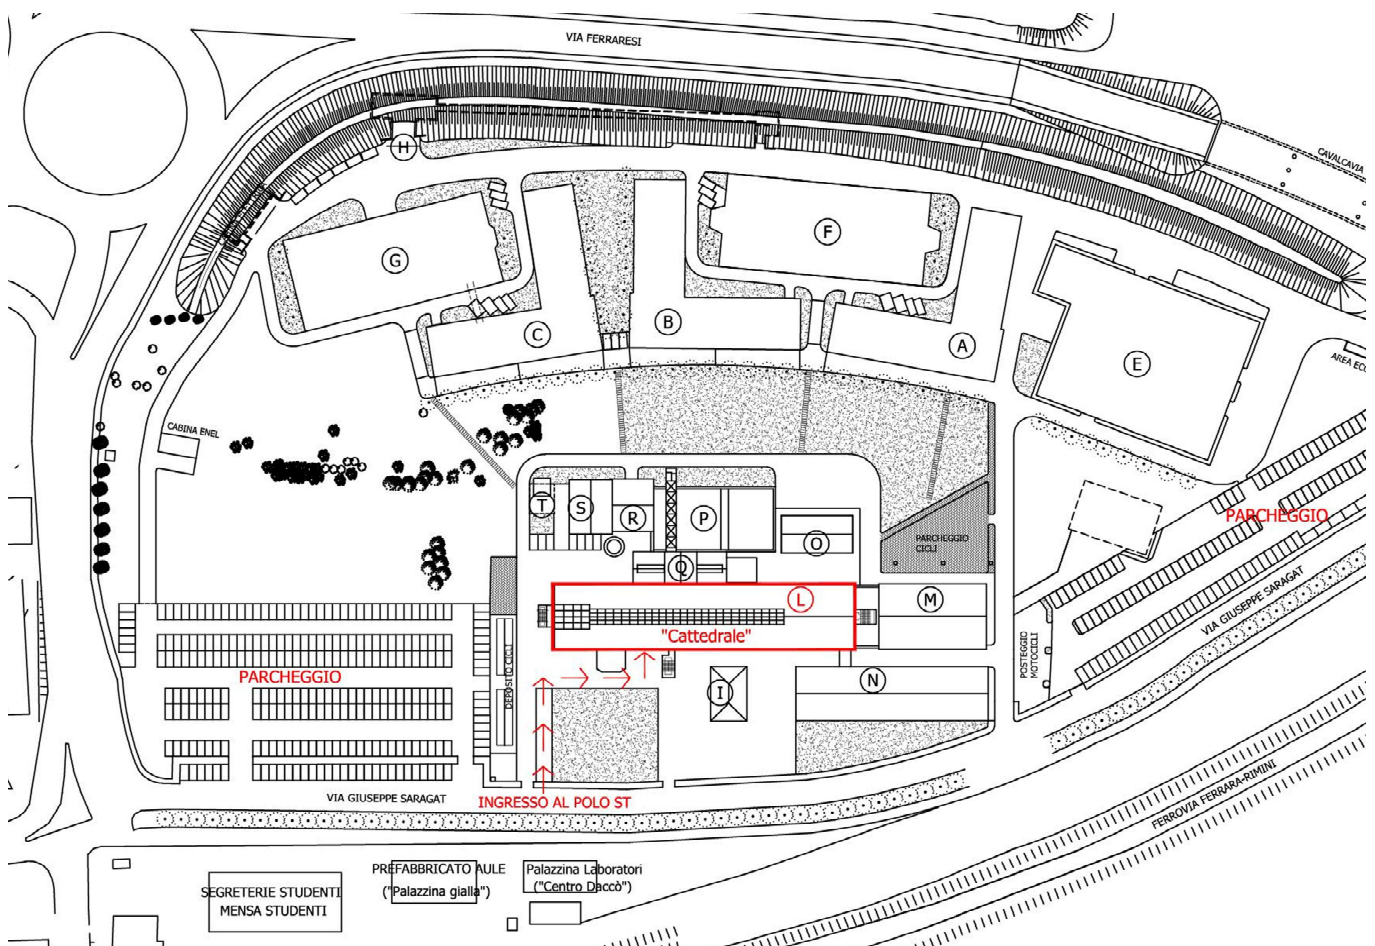 VIA FERRARESI
CAVALCAVIA
H
G
F
C
B
A
E
CABINA ENEL
T
S
R
P
O
PARCHEGGIO
CICLI
PARCHEGGIO
Q
L
M
"Cattedrale"
VIA GIUSEPPE SARAGAT
POSTEGGIO
MOTOCICLI
PARCHEGGIO
DEPOSITO CICLI
I
N
VIA GIUSEPPE SARAGAT
INGRESSO AL POLO ST
FERROVIA FERRARA-RIMINI
SEGRETERIE STUDENTI
MENSA STUDENTI
PREFABBRICATO AULE
("Palazzina gialla")
Palazzina Laboratori
("Centro Daccò")